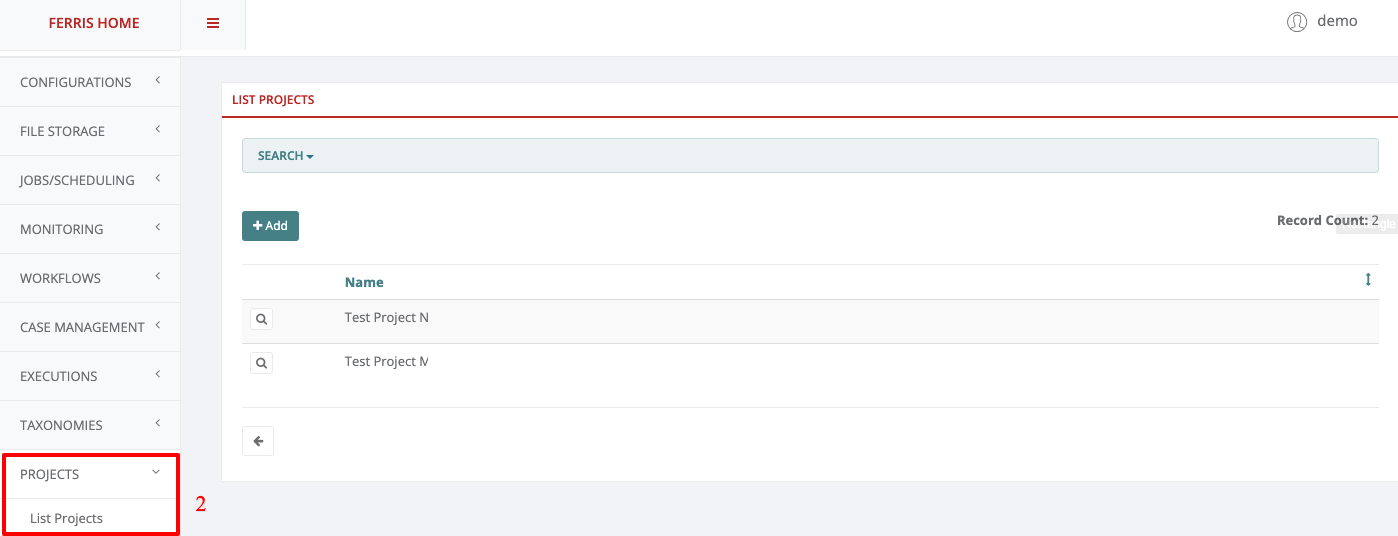 FERRIS HOME
demo
CONFIGURATIONS
FILE STORAGE
JOBS/SCHEDULING
MONITORING
WORKFLOWS
CASE MANAGEMENT
EXECUTIONS
TAXONOMIES
PROJECTS
List Projects
2
LIST PROJECTS
SEARCH
+ Add
Record Count: 2
Name
Test Project N
Test Project